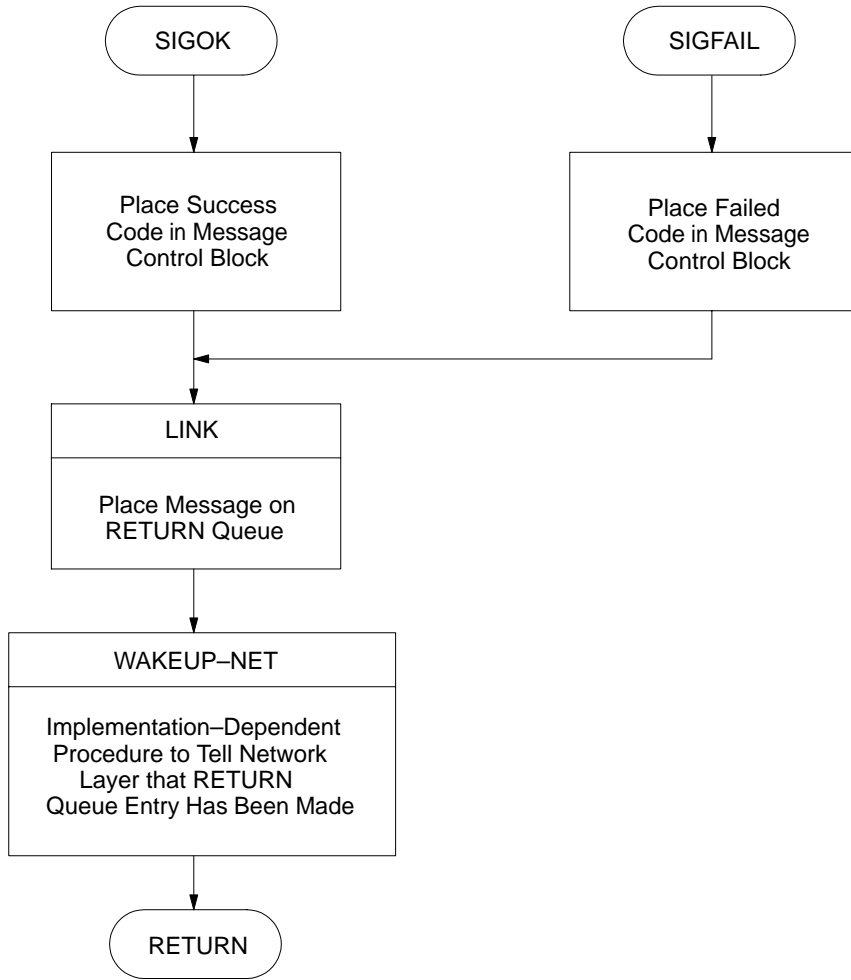 SIGOK
SIGFAIL
Place Success
Code in Message
Control Block
Place Failed
Code in Message
Control Block
LINK
Place Message on
RETURN Queue
WAKEUP–NET
Implementation–Dependent
Procedure to Tell Network
Layer that RETURN
Queue Entry Has Been Made
RETURN